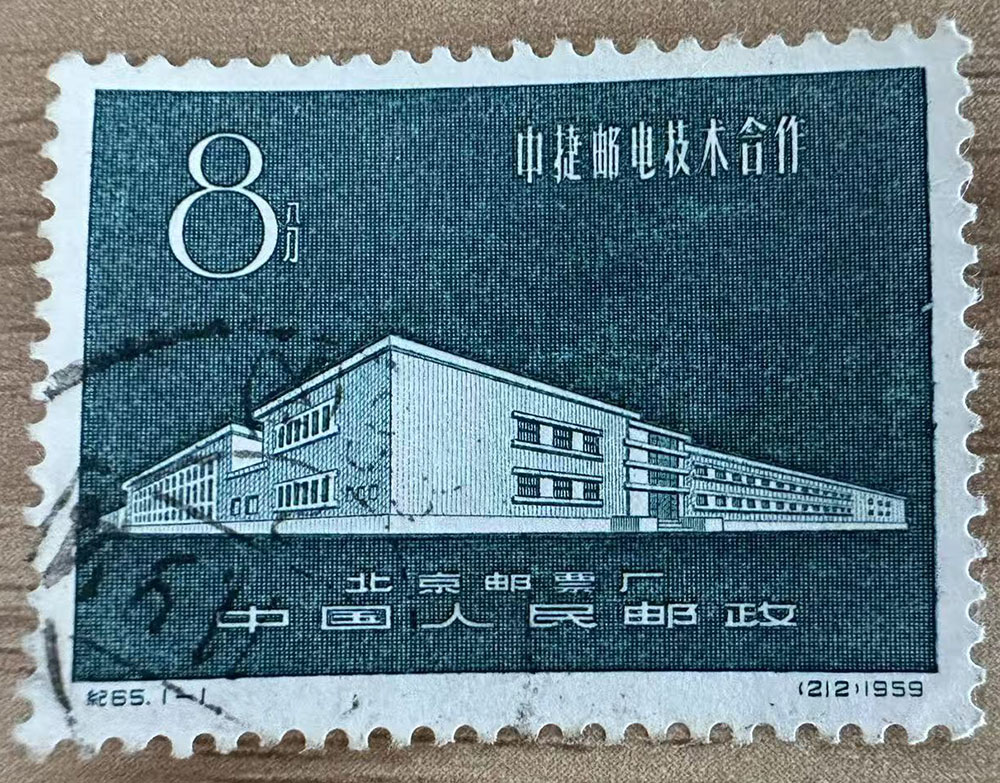 中捷邮电技术合作
8分
北京邮票厂
中国人民邮政
紀65.1-1
(212)1959